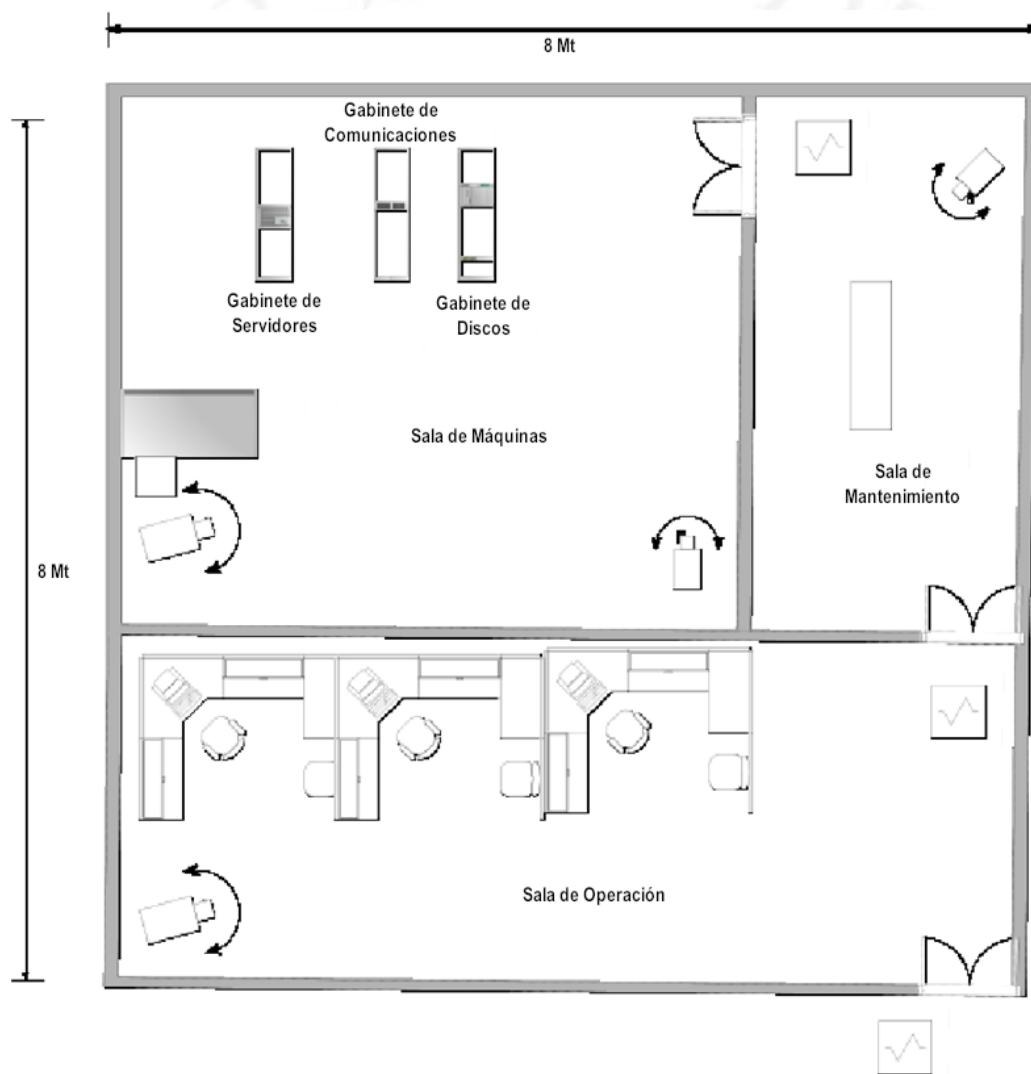 8 Mt
Gabinete de
Comunicaciones
Gabinete de
Servidores
Gabinete de
Discos
Sala de Máquinas
Sala de
Mantenimiento
8 Mt
Sala de Operación